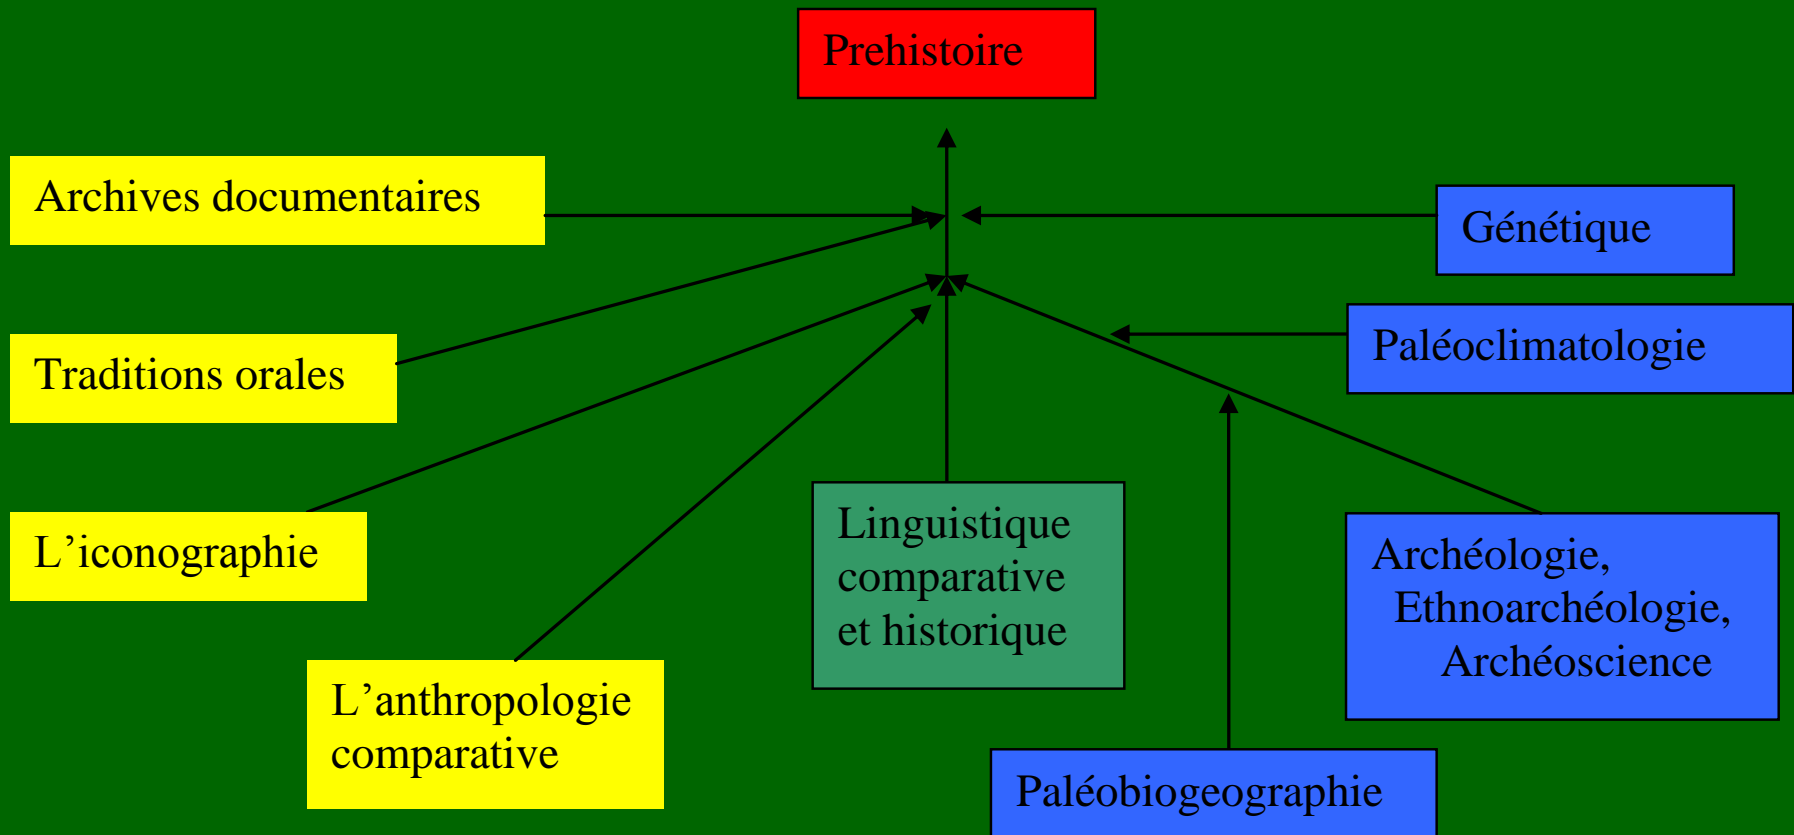 Prehistoire
Archives documentaires
Génétique
Paléoclimatologie
Traditions orales
L’iconographie
Linguistique
comparative
et historique
Archéologie,
Ethnoarchéologie,
Archéoscience
L’anthropologie
comparative
Paléobiogeographie